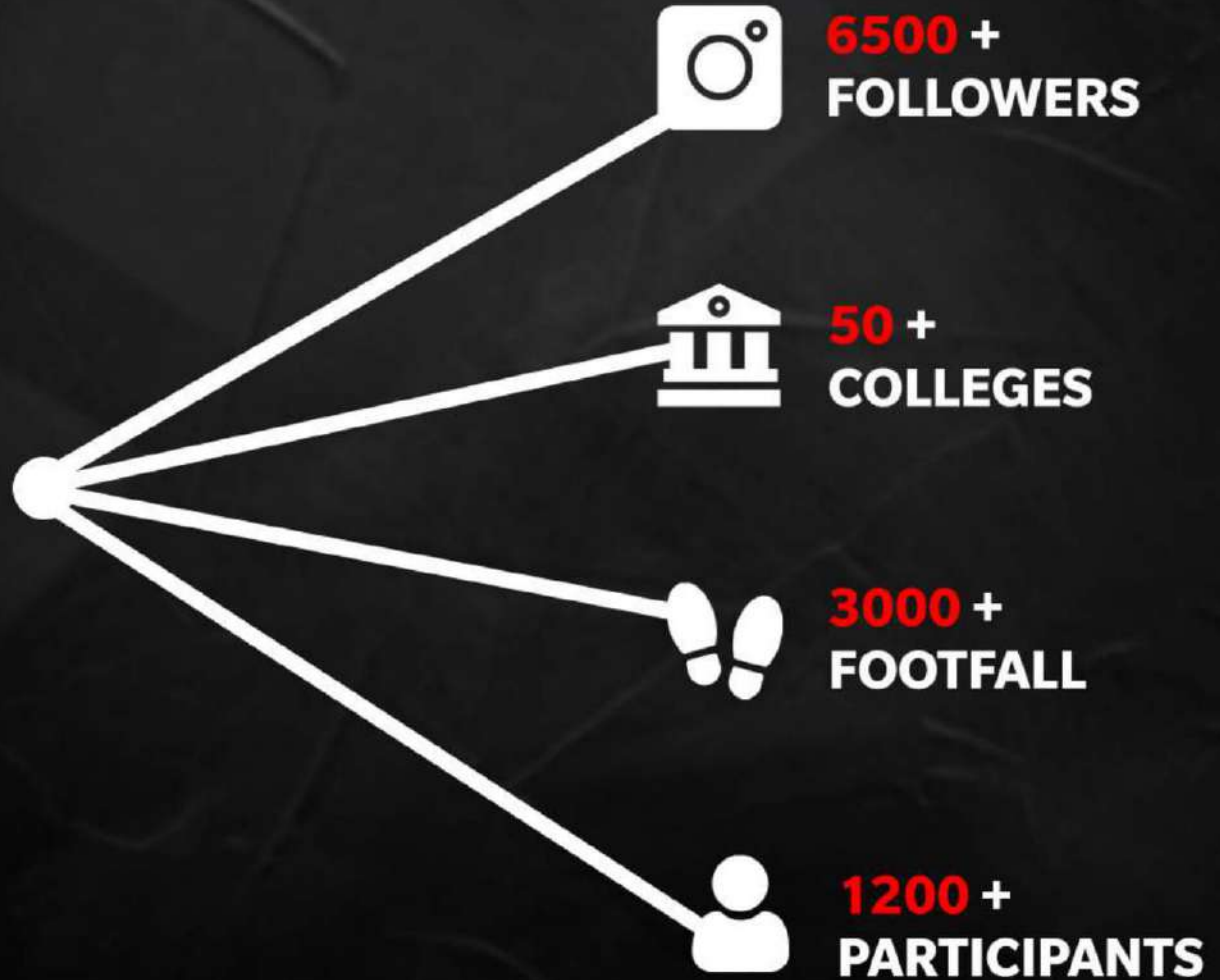 6500 +
FOLLOWERS
50 +
COLLEGES
3000 +
FOOTFALL
1200 +
PARTICIPANTS